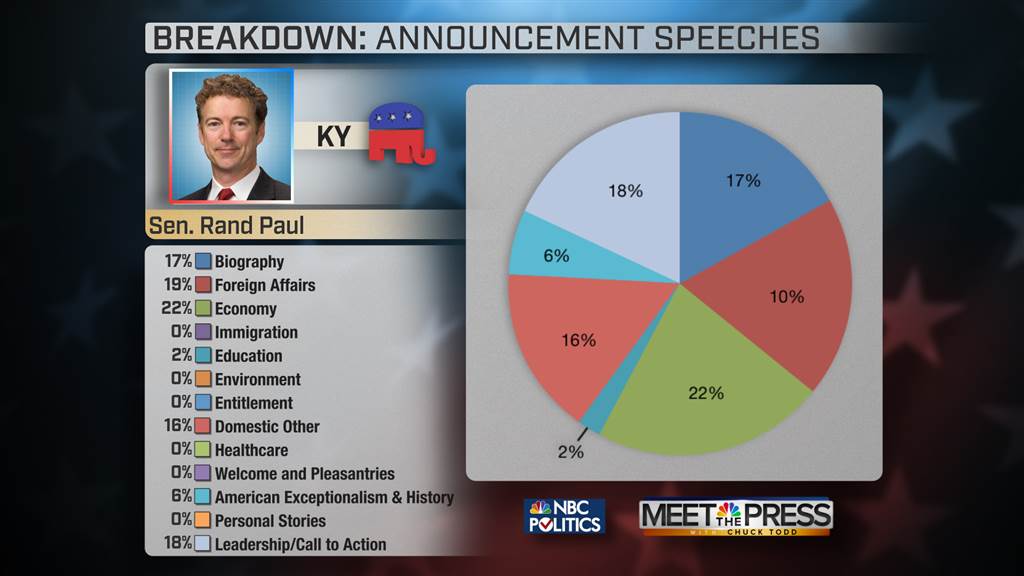 BREAKDOWN: ANNOUNCEMENT SPEECHES
KY
Sen. Rand Paul
17% Biography
19% Foreign Affairs
22% Economy
0% Immigration
2% Education
0% Environment
0% Entitlement
16% Domestic Other
0% Healthcare
0% Welcome and Pleasantries
6% American Exceptionalism & History
0% Personal Stories
18% Leadership/Call to Action
18%
17%
6%
10%
16%
22%
2%
NBC
POLITICS
MEET THE PRESS
WITH CHUCK TODD